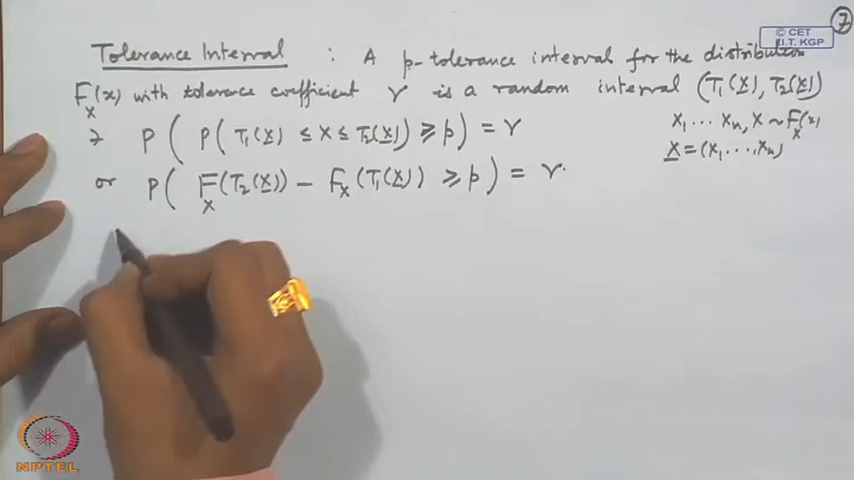 7
© CET
I.I.T. KGP
Tolerance Interval : A p-tolerance interval for the distribution
F_X(x) with tolerance coefficient γ is a random interval (T₁(X), T₂(X))
∋ P( P(T₁(X) ≤ X ≤ T₂(X)) ≥ p) = γ
X₁ ... Xₙ, X ~ F_X(x)
X = (X₁, ..., Xₙ)
or P( F_X(T₂(X)) − F_X(T₁(X)) ≥ p) = γ.
NPTEL